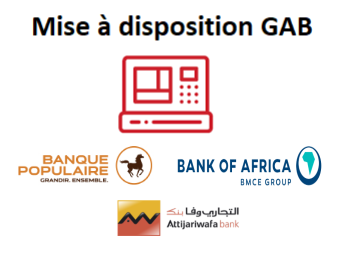 Mise à disposition GAB
BANQUE
POPULAIRE
GRANDIR. ENSEMBLE.
BANK OF AFRICA
BMCE GROUP
التجاري وفا بنك
Attijariwafa bank